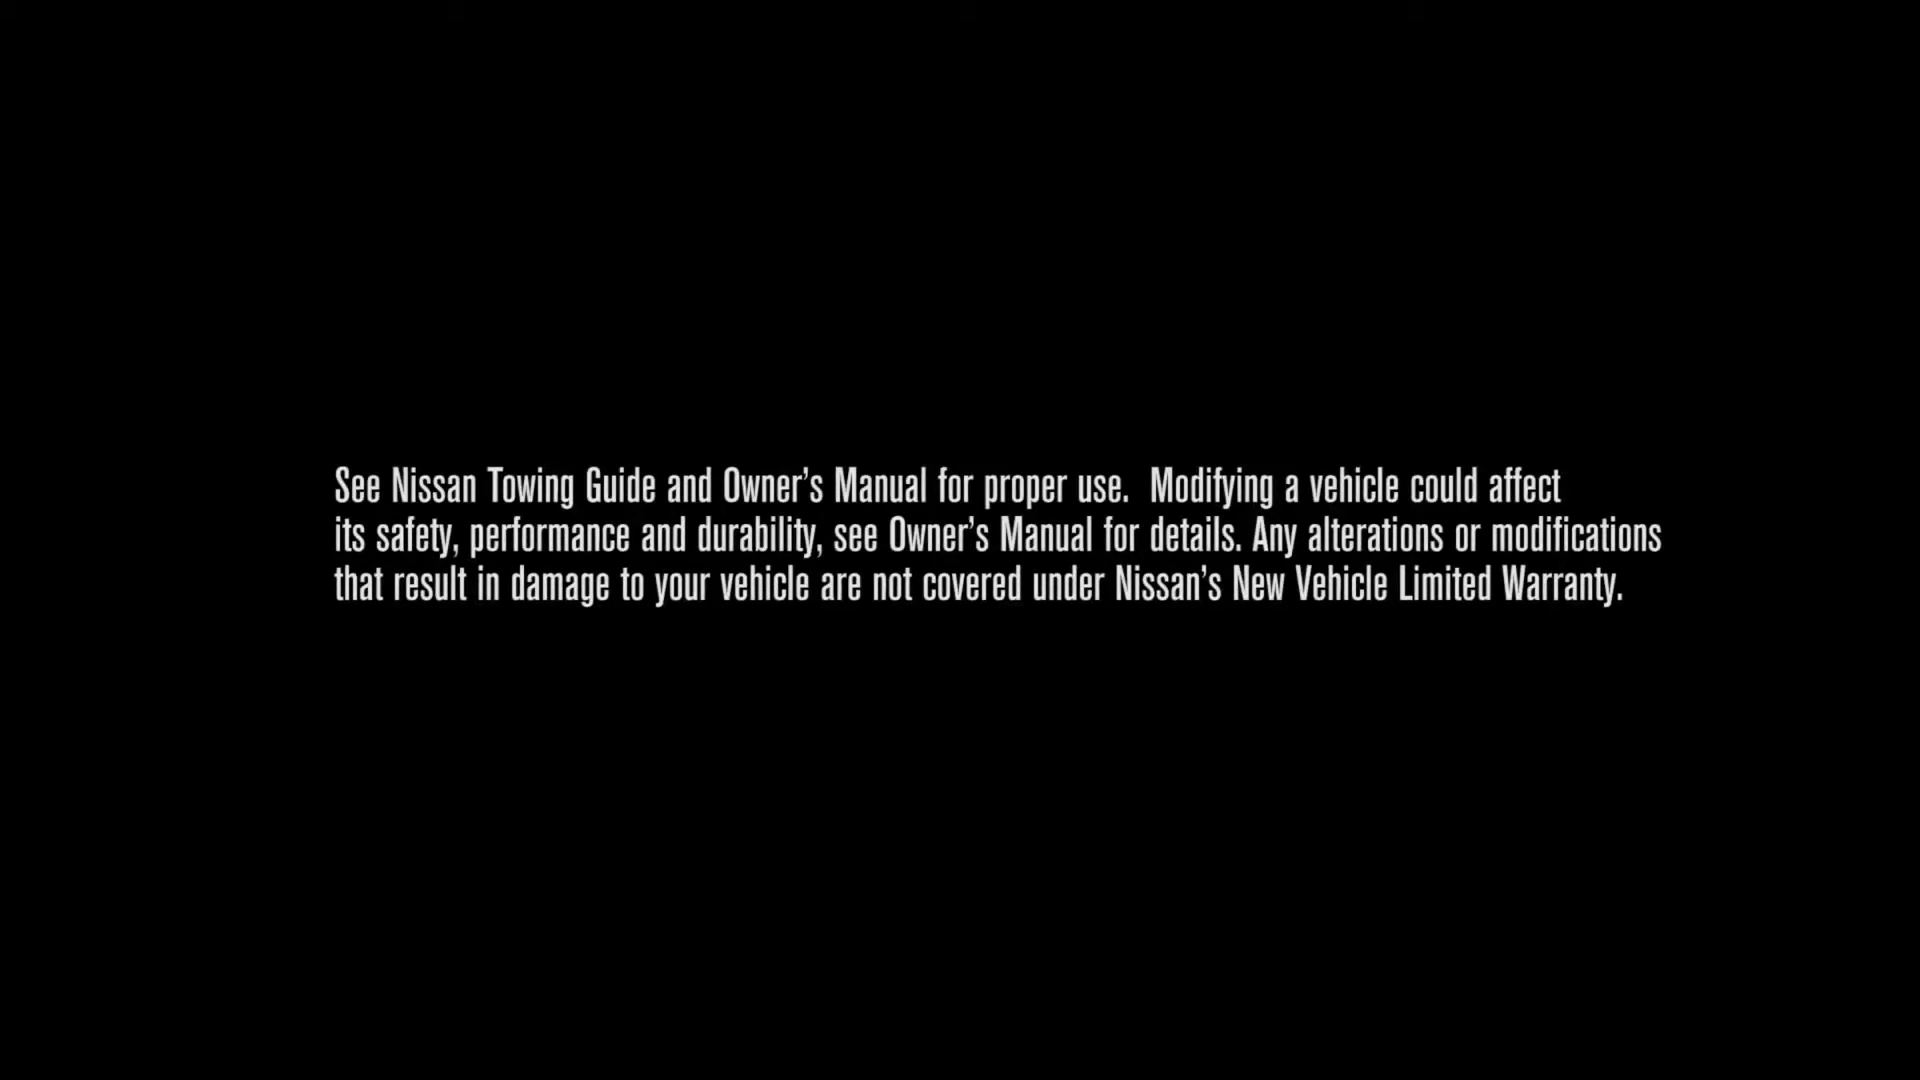 See Nissan Towing Guide and Owner’s Manual for proper use.  Modifying a vehicle could affect
its safety, performance and durability, see Owner’s Manual for details. Any alterations or modifications
that result in damage to your vehicle are not covered under Nissan’s New Vehicle Limited Warranty.